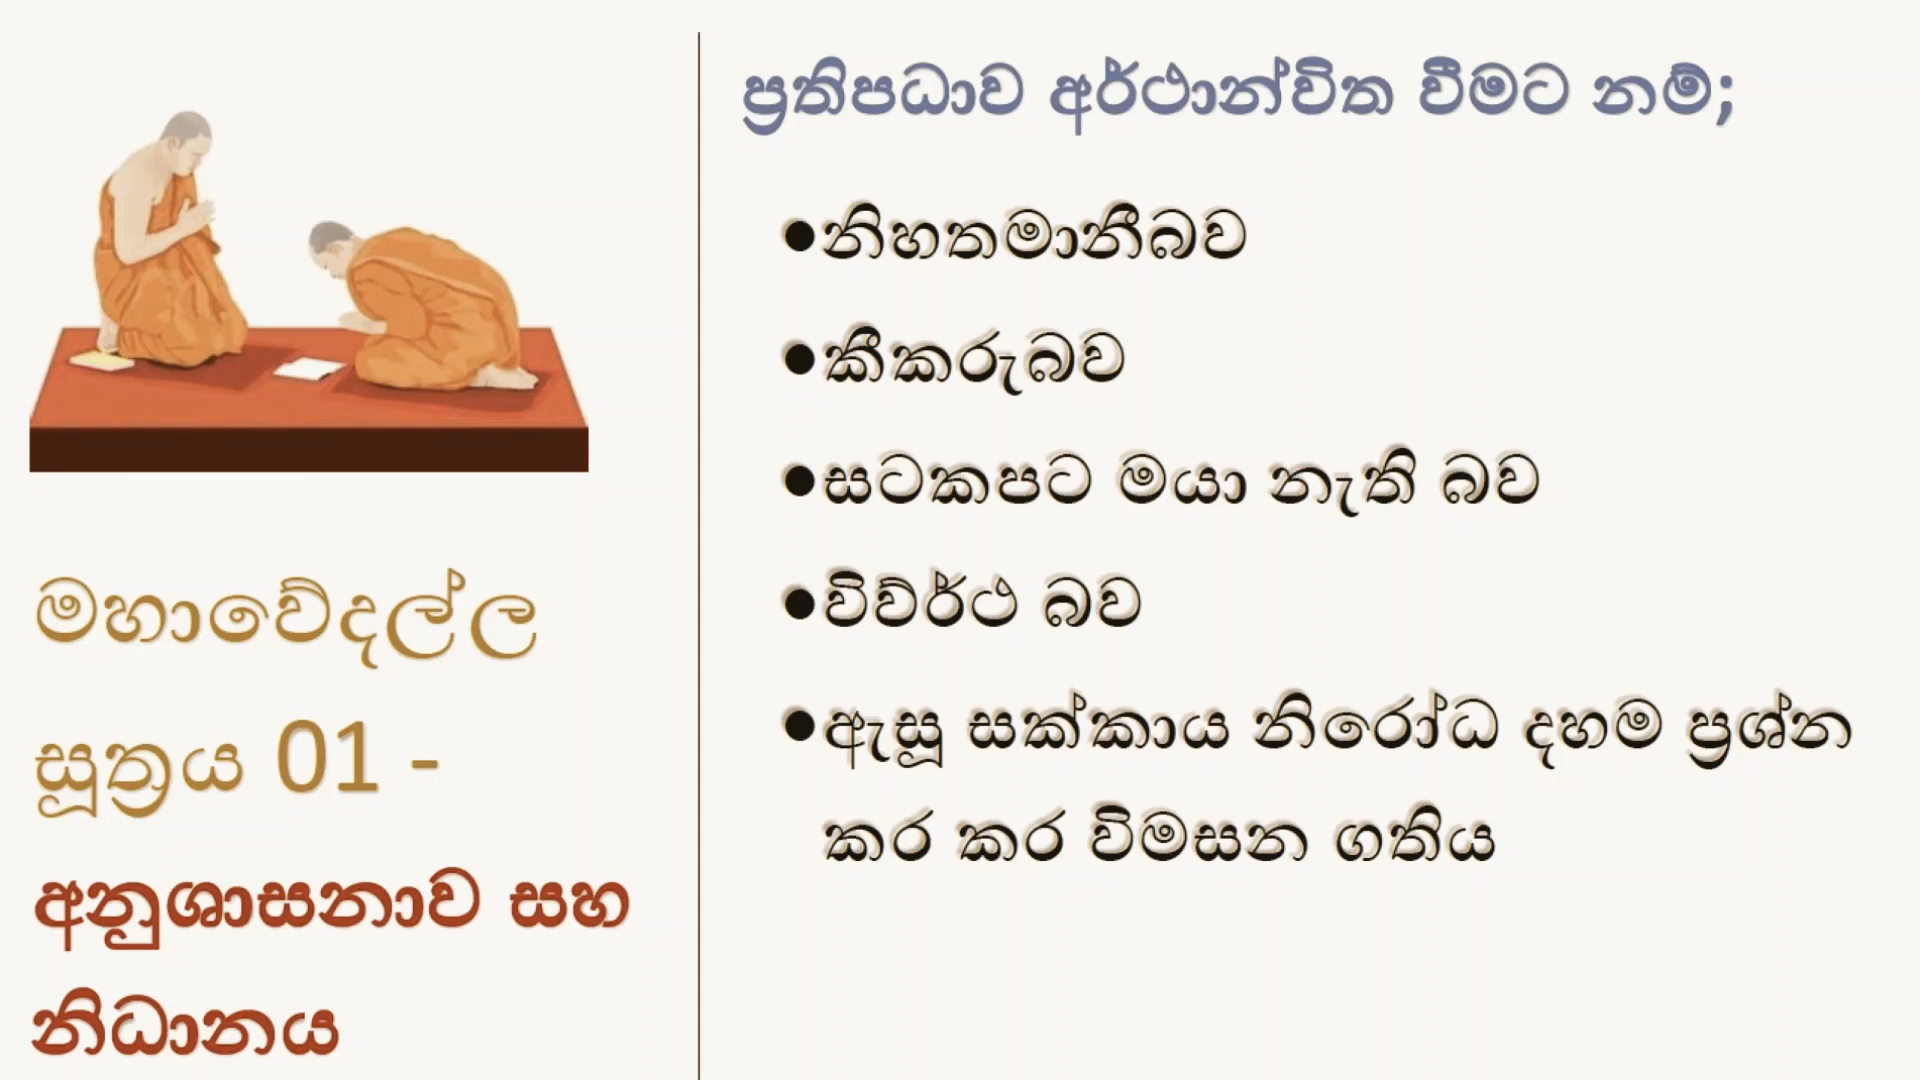 මහාවේදල්ල
සූත්‍රය 01 -
අනුශාසනාව සහ
නිධානය
ප්‍රතිපධාව අර්ථාන්විත වීමට නම්;
•නිහතමානීබව
•කීකරුබව
•සටකපට මයා නැති බව
•විව්ර්ථ බව
•ඇසූ සක්කාය නිරෝධ දහම ප්‍රශ්න
කර කර විමසන ගතිය